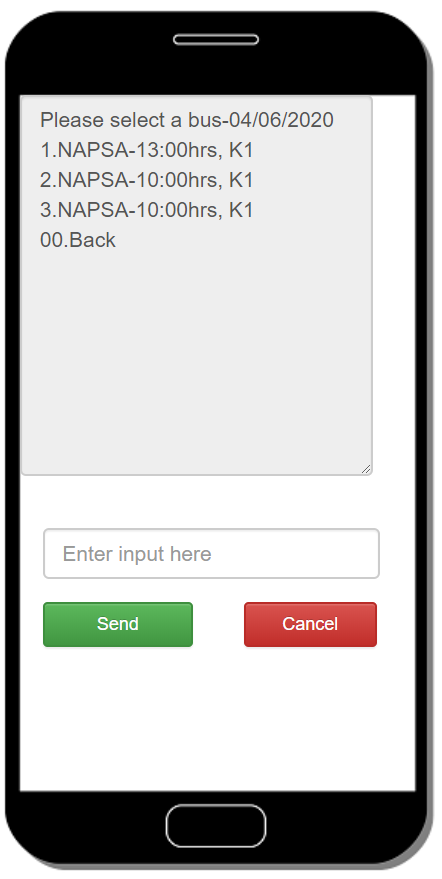 Please select a bus-04/06/2020
1.NAPSA-13:00hrs, K1
2.NAPSA-10:00hrs, K1
3.NAPSA-10:00hrs, K1
00.Back
Enter input here
Send Cancel